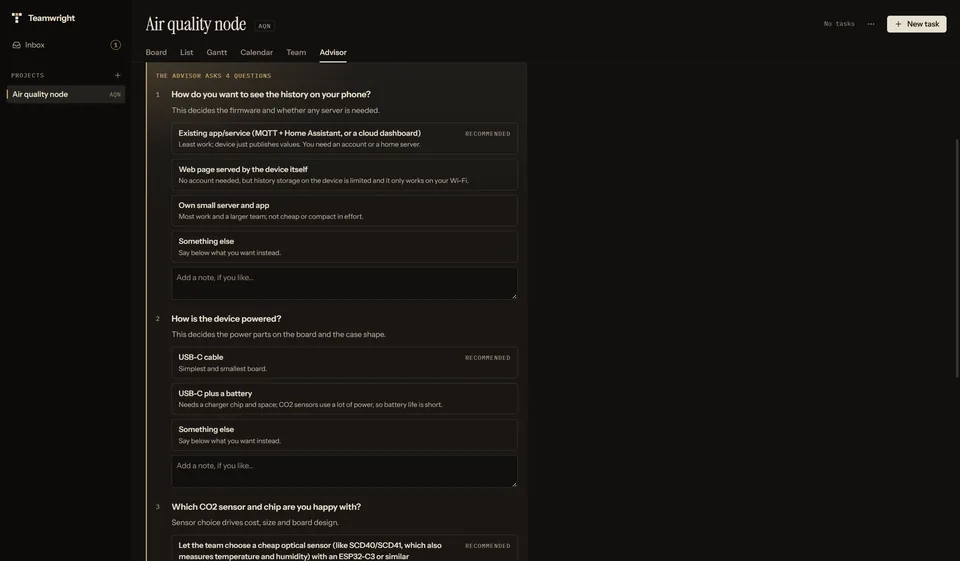 Teamwright
Inbox
1
PROJECTS
Air quality node
AQN
Air quality node
AQN
No tasks
New task
Board
List
Gantt
Calendar
Team
Advisor
THE ADVISOR ASKS 4 QUESTIONS
1
How do you want to see the history on your phone?
This decides the firmware and whether any server is needed.
Existing app/service (MQTT + Home Assistant, or a cloud dashboard)
RECOMMENDED
Least work; device just publishes values. You need an account or a home server.
Web page served by the device itself
No account needed, but history storage on the device is limited and it only works on your Wi-Fi.
Own small server and app
Most work and a larger team; not cheap or compact in effort.
Something else
Say below what you want instead.
Add a note, if you like...
2
How is the device powered?
This decides the power parts on the board and the case shape.
USB-C cable
RECOMMENDED
Simplest and smallest board.
USB-C plus a battery
Needs a charger chip and space; CO2 sensors use a lot of power, so battery life is short.
Something else
Say below what you want instead.
Add a note, if you like...
3
Which CO2 sensor and chip are you happy with?
Sensor choice drives cost, size and board design.
Let the team choose a cheap optical sensor (like SCD40/SCD41, which also
RECOMMENDED
measures temperature and humidity) with an ESP32-C3 or similar